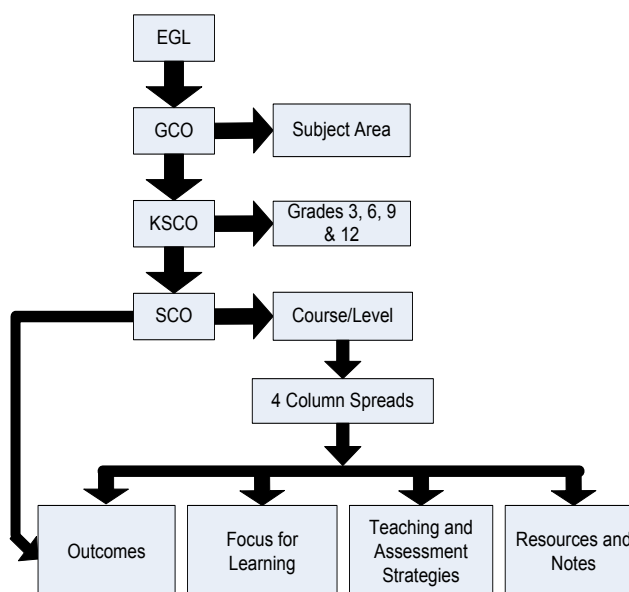 EGL
GCO
Subject Area
KSCO
Grades 3, 6, 9
& 12
SCO
Course/Level
4 Column Spreads
Outcomes
Focus for
Learning
Teaching and
Assessment
Strategies
Resources and
Notes